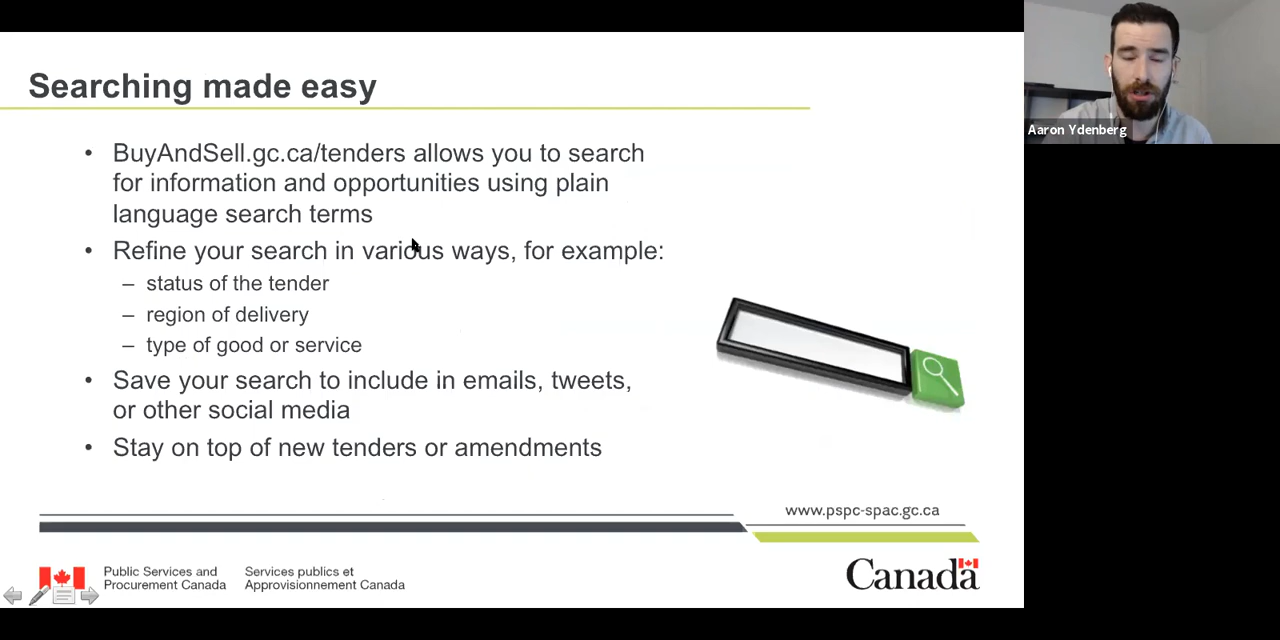 Searching made easy
• BuyAndSell.gc.ca/tenders allows you to search
for information and opportunities using plain
language search terms
• Refine your search in various ways, for example:
– status of the tender
– region of delivery
– type of good or service
• Save your search to include in emails, tweets,
or other social media
• Stay on top of new tenders or amendments
www.pspc-spac.gc.ca
Public Services and
Procurement Canada
Services publics et
Approvisionnement Canada
Canada
Aaron Ydenberg